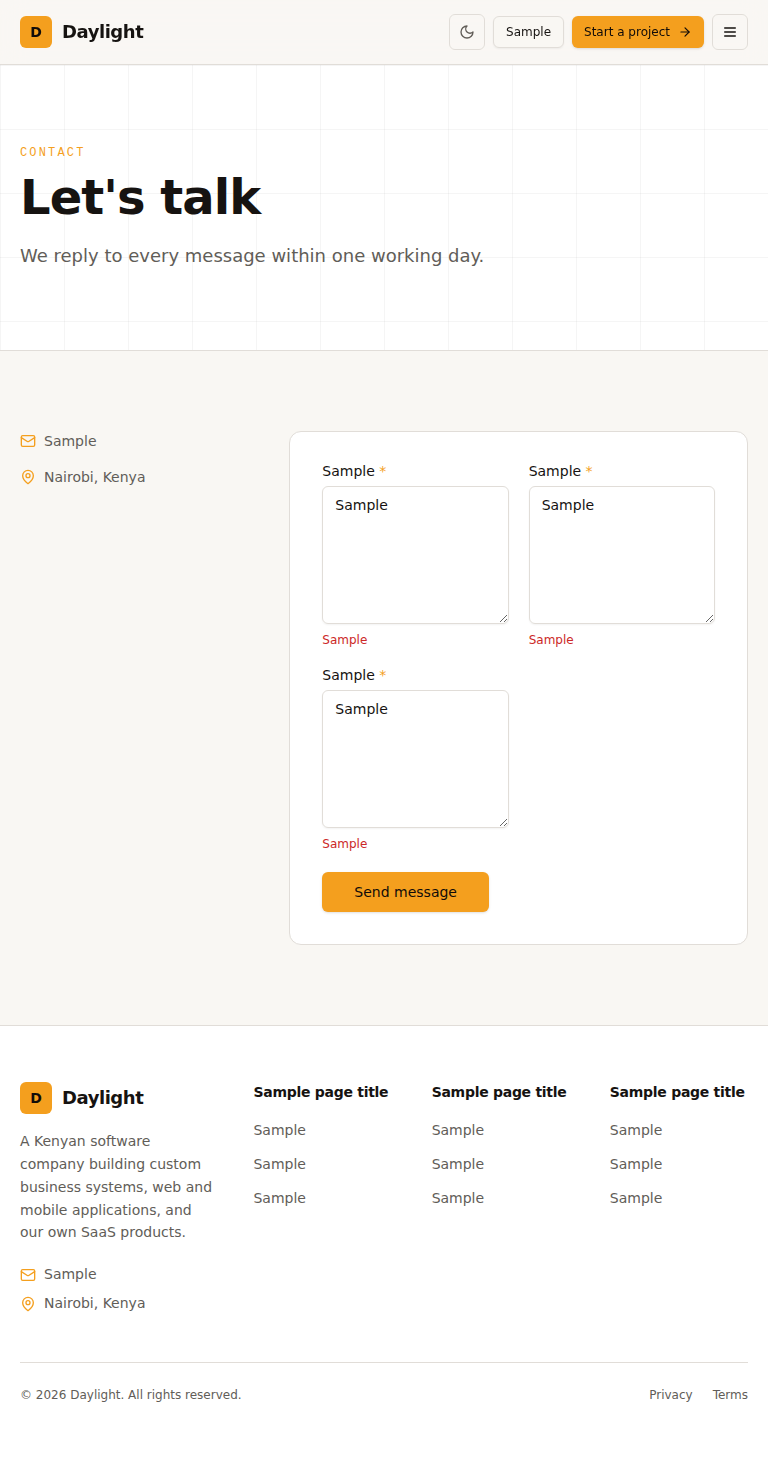 D Daylight
Sample
Start a project
CONTACT
Let's talk
We reply to every message within one working day.
Sample
Nairobi, Kenya
Sample *
Sample
Sample
Sample *
Sample
Sample
Sample *
Sample
Sample
Send message
D Daylight
A Kenyan software
company building custom
business systems, web and
mobile applications, and
our own SaaS products.
Sample
Nairobi, Kenya
Sample page title
Sample
Sample
Sample
Sample page title
Sample
Sample
Sample
Sample page title
Sample
Sample
Sample
© 2026 Daylight. All rights reserved.
Privacy
Terms